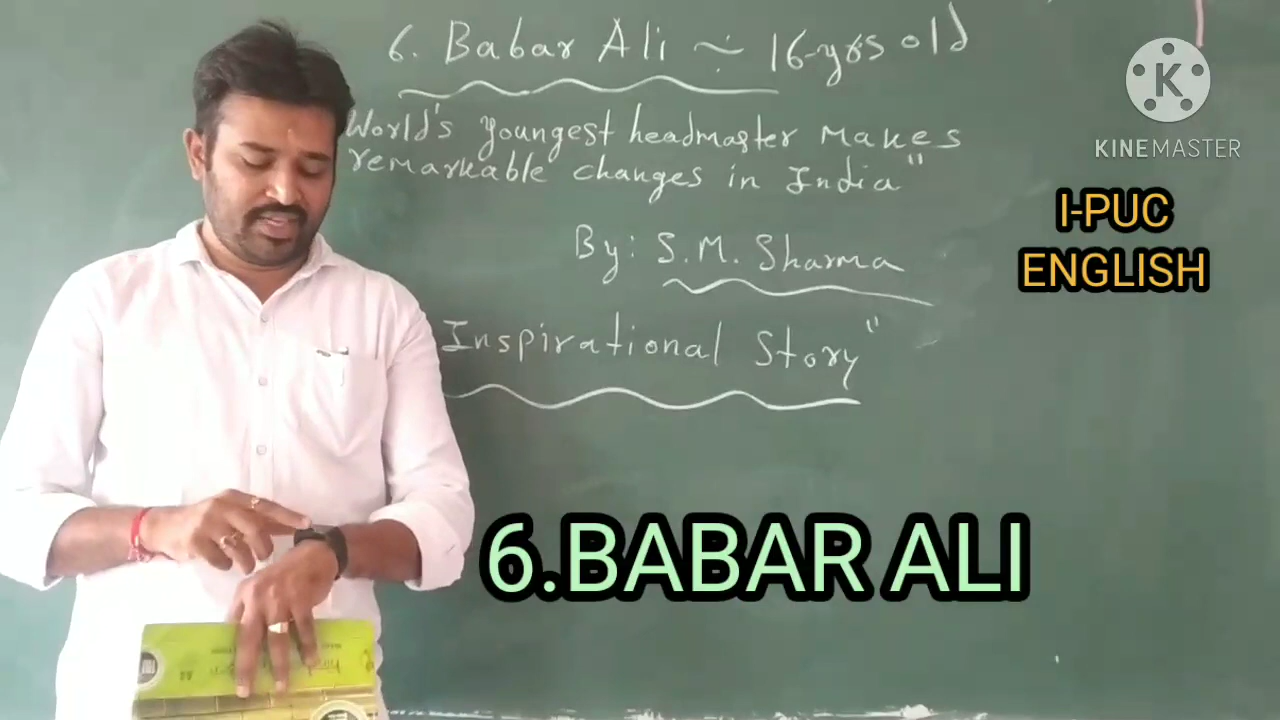 6. Babar Ali ~ 16-yrs old
World's youngest headmaster makes
remarkable changes in India"
By: S.M. Sharma
Inspirational Story"
K
KINEMASTER
I-PUC
ENGLISH
6.BABAR ALI